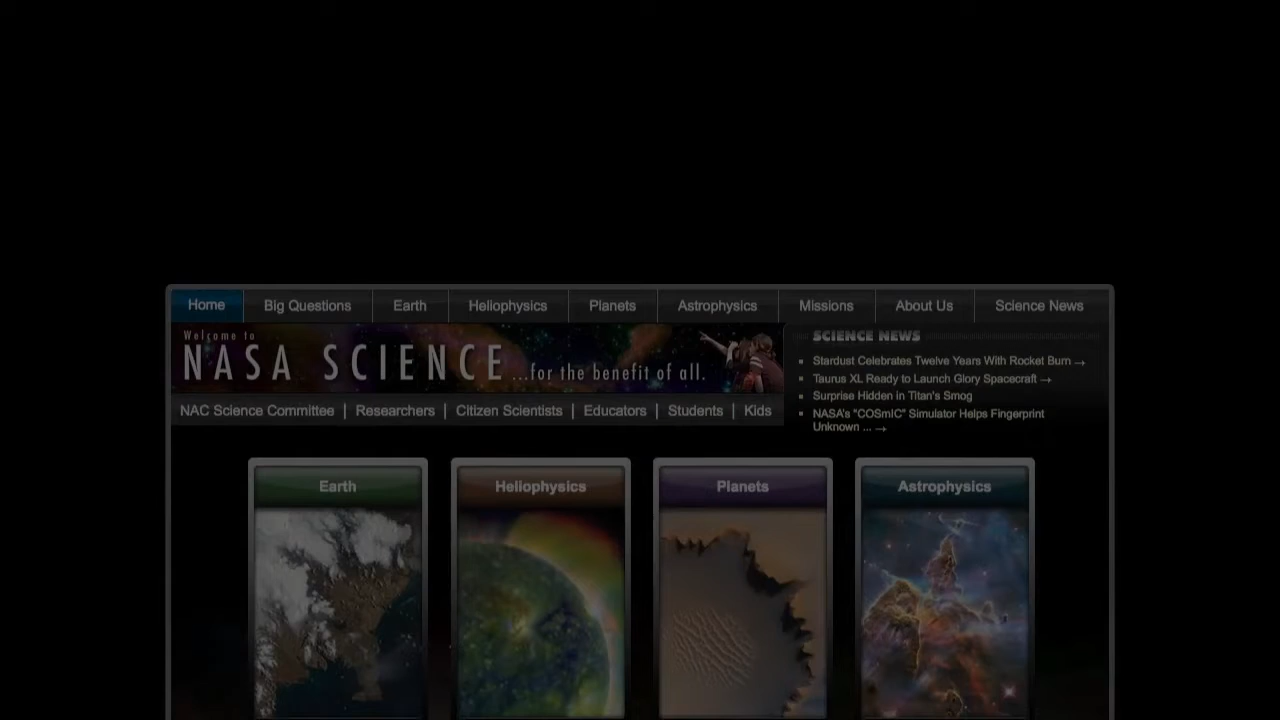 Home Big Questions Earth Heliophysics Planets Astrophysics Missions About Us Science News
Welcome to
NASA SCIENCE ...for the benefit of all.
NAC Science Committee | Researchers | Citizen Scientists | Educators | Students | Kids
SCIENCE NEWS
Stardust Celebrates Twelve Years With Rocket Burn →
Taurus XL Ready to Launch Glory Spacecraft →
Surprise Hidden in Titan's Smog
NASA's "COSmIC" Simulator Helps Fingerprint
Unknown ... →
Earth Heliophysics Planets Astrophysics